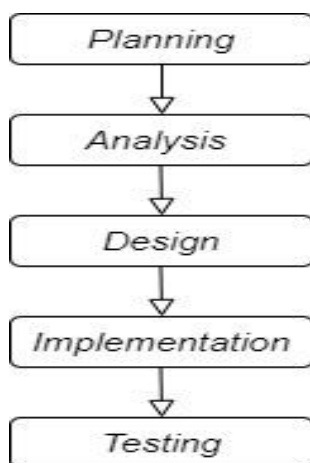 Planning
Analysis
Design
Implementation
Testing